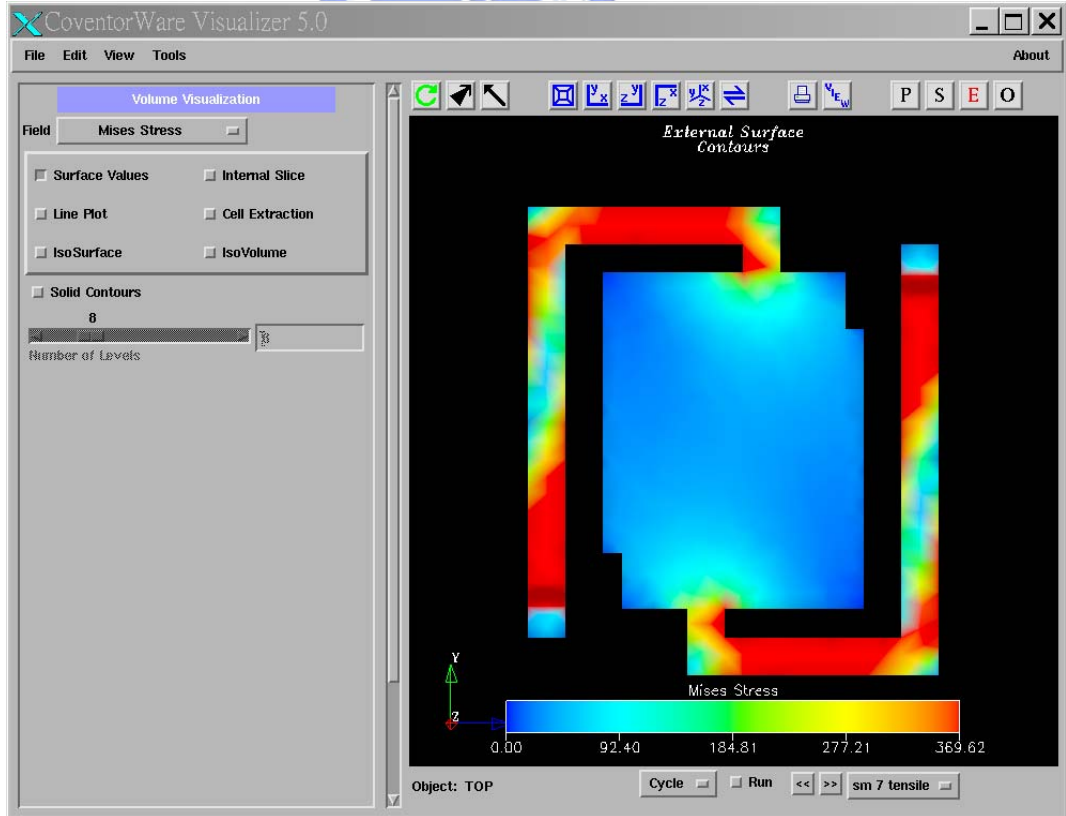 CoventorWare Visualizer 5.0
File Edit View Tools About
Volume Visualization
Field Mises Stress
Surface Values Internal Slice
Line Plot Cell Extraction
IsoSurface IsoVolume
Solid Contours
8
8
Number of Levels
Y X
Z Y
Z X
Y X Z
VIEW
P S E O
External Surface
Contours
Y
Z
Mises Stress
0.00 92.40 184.81 277.21 369.62
Object: TOP Cycle Run << >> sm 7 tensile